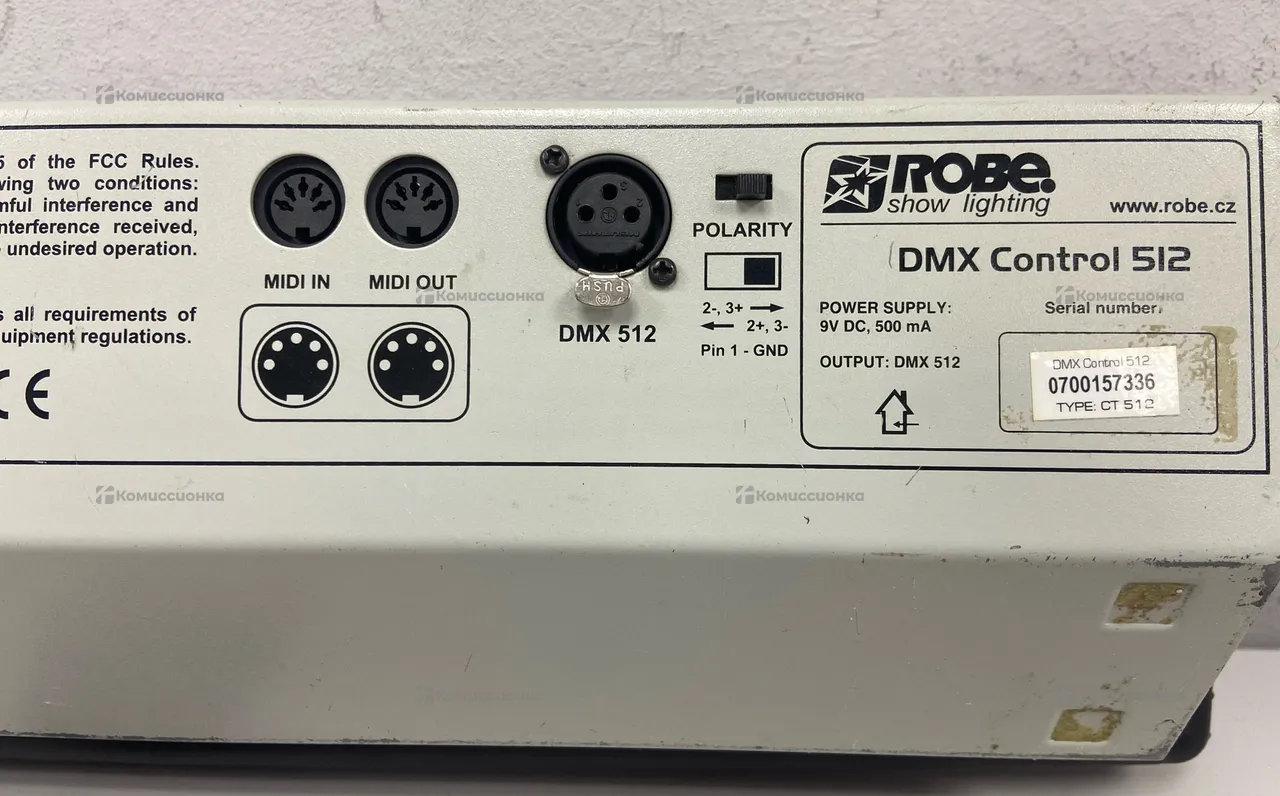 5 of the FCC Rules.
wing two conditions:
mful interference and
nterference received,
undesired operation.
s all requirements of
uipment regulations.
CE
MIDI IN
MIDI OUT
PUSH
DMX 512
POLARITY
2-, 3+
2+, 3-
Pin 1 - GND
ROBE®
show lighting
www.robe.cz
DMX Control 512
POWER SUPPLY:
9V DC, 500 mA
OUTPUT: DMX 512
Serial number:
DMX Control 512
0700157336
TYPE: CT 512
Комиссионка
Комиссионка
Комиссионка
Комиссионка
Комиссионка
Комиссионка